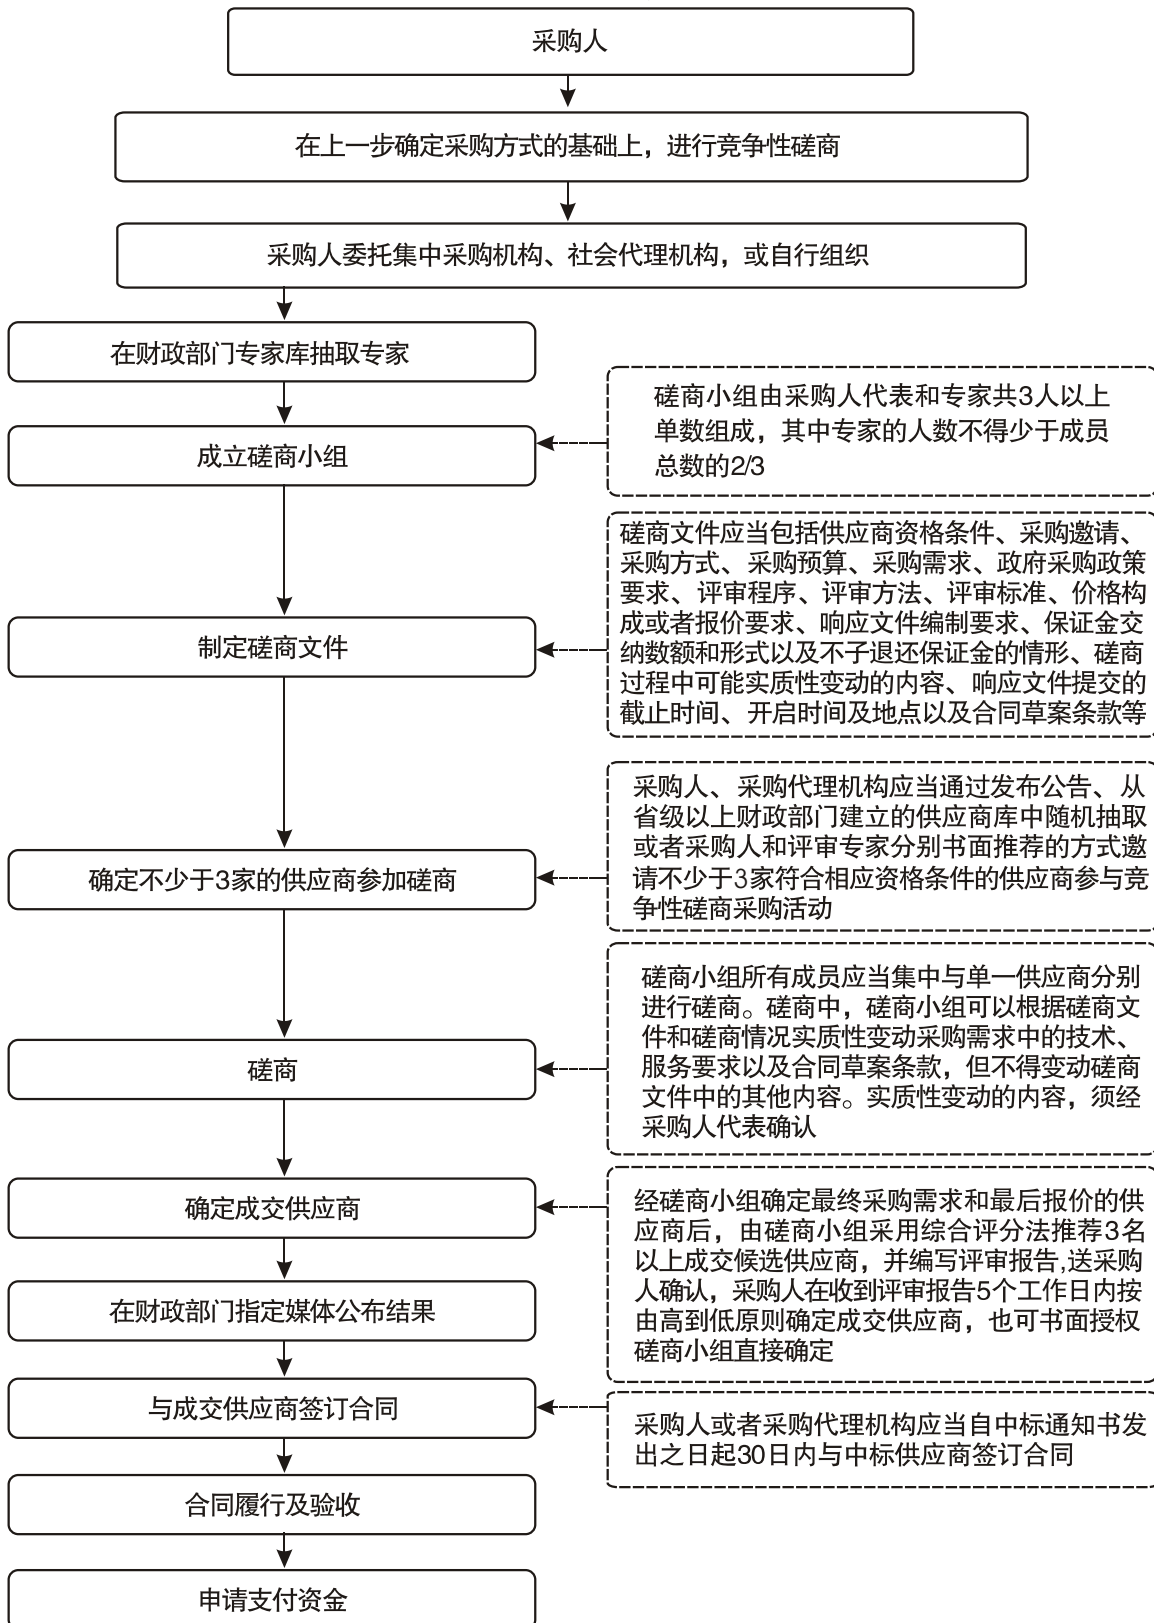 采购人
在上一步确定采购方式的基础上，进行竞争性磋商
采购人委托集中采购机构、社会代理机构，或自行组织
在财政部门专家库抽取专家
成立磋商小组
磋商小组由采购人代表和专家共3人以上
单数组成，其中专家的人数不得少于成员
总数的2/3
制定磋商文件
磋商文件应当包括供应商资格条件、采购邀请、
采购方式、采购预算、采购需求、政府采购政策
要求、评审程序、评审方法、评审标准、价格构
成或者报价要求、响应文件编制要求、保证金交
纳数额和形式以及不子退还保证金的情形、磋商
过程中可能实质性变动的内容、响应文件提交的
截止时间、开启时间及地点以及合同草案条款等
确定不少于3家的供应商参加磋商
采购人、采购代理机构应当通过发布公告、从
省级以上财政部门建立的供应商库中随机抽取
或者采购人和评审专家分别书面推荐的方式邀
请不少于3家符合相应资格条件的供应商参与竞
争性磋商采购活动
磋商
磋商小组所有成员应当集中与单一供应商分别
进行磋商。磋商中，磋商小组可以根据磋商文
件和磋商情况实质性变动采购需求中的技术、
服务要求以及合同草案条款，但不得变动磋商
文件中的其他内容。实质性变动的内容，须经
采购人代表确认
确定成交供应商
经磋商小组确定最终采购需求和最后报价的供
应商后，由磋商小组采用综合评分法推荐3名
以上成交候选供应商，并编写评审报告,送采购
人确认，采购人在收到评审报告5个工作日内按
由高到低原则确定成交供应商，也可书面授权
磋商小组直接确定
在财政部门指定媒体公布结果
与成交供应商签订合同
采购人或者采购代理机构应当自中标通知书发
出之日起30日内与中标供应商签订合同
合同履行及验收
申请支付资金